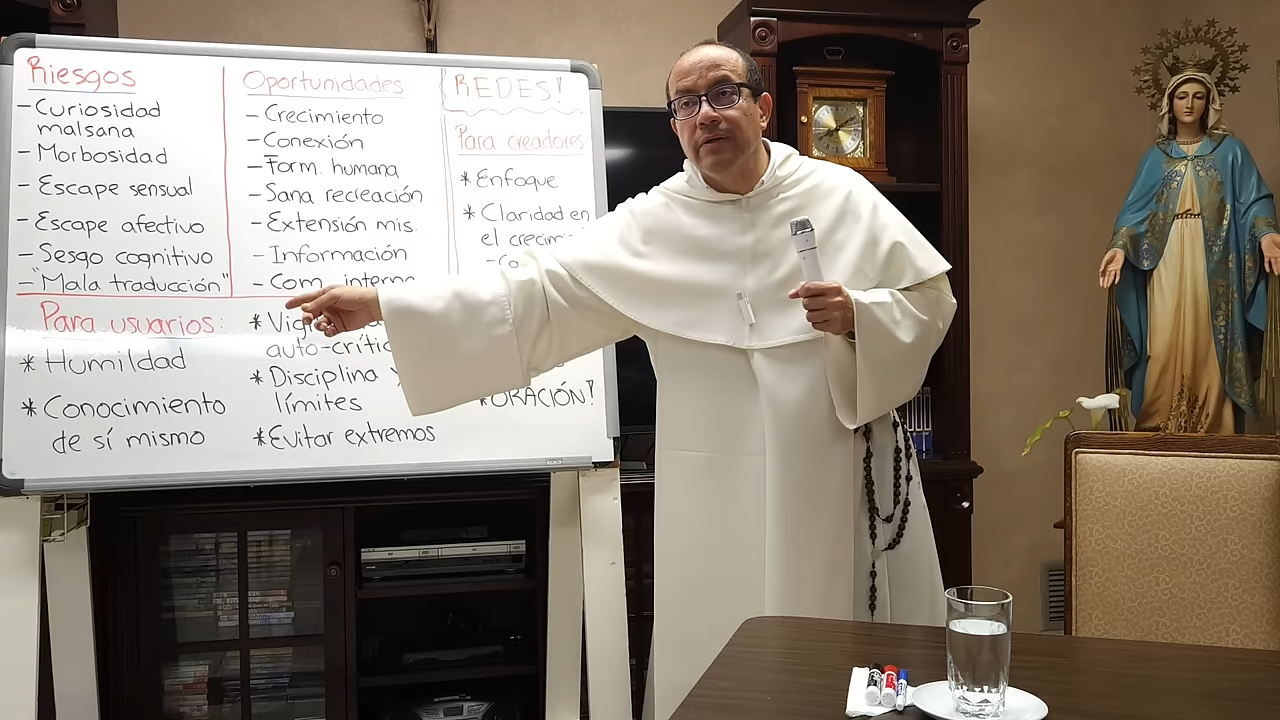 Riesgos
- Curiosidad
malsana
- Morbosidad
- Escape sensual
- Escape afectivo
- Sesgo cognitivo
- "Mala traducción"
Oportunidades
- Crecimiento
- Conexión
- Form. humana
- Sana recreación
- Extensión mis.
- Información
- Com. interna
REDES!
Para creadores:
* Enfoque
* Claridad en
el
Para usuarios:
* Humildad
* Conocimiento
de sí mismo
*
auto-crític
* Disciplina y
límites
* Evitar extremos
* ORACIÓN!